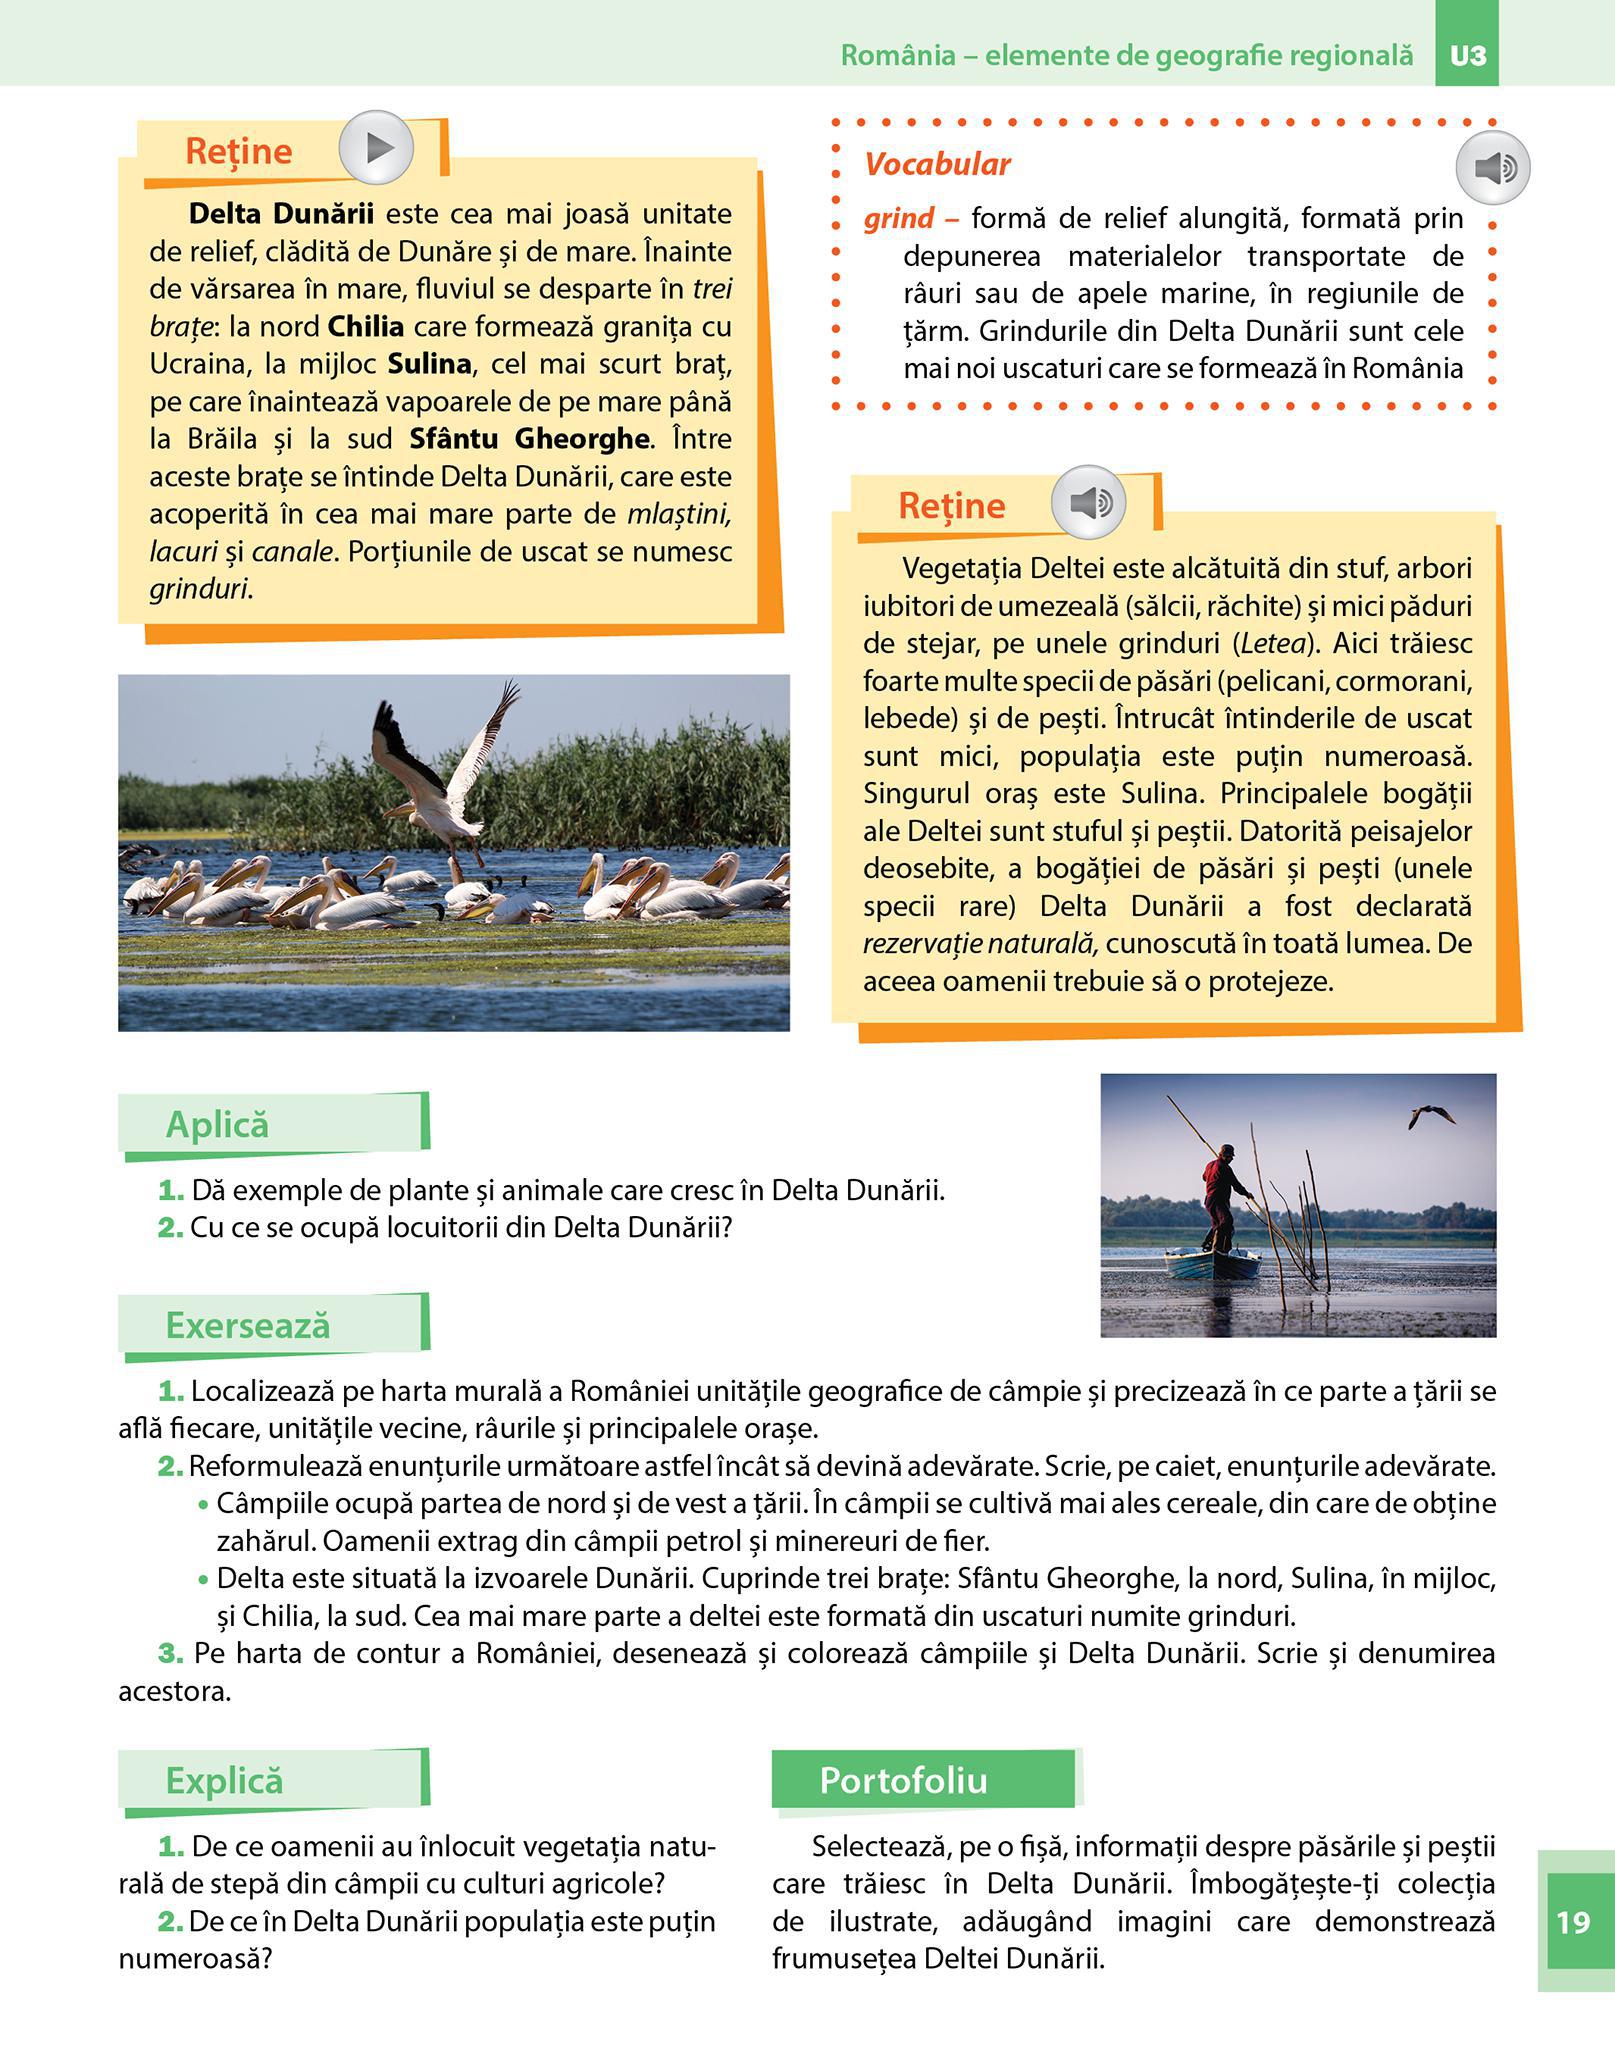 România – elemente de geografie regională U3
Reține
Delta Dunării este cea mai joasă unitate
de relief, clădită de Dunăre și de mare. Înainte
de vărsarea în mare, fluviul se desparte în trei
brațe: la nord Chilia care formează granița cu
Ucraina, la mijloc Sulina, cel mai scurt braț,
pe care înaintează vapoarele de pe mare până
la Brăila și la sud Sfântu Gheorghe. Între
aceste brațe se întinde Delta Dunării, care este
acoperită în cea mai mare parte de mlaștini,
lacuri și canale. Porțiunile de uscat se numesc
grinduri.
Vocabular
grind – formă de relief alungită, formată prin
depunerea materialelor transportate de
râuri sau de apele marine, în regiunile de
țărm. Grindurile din Delta Dunării sunt cele
mai noi uscaturi care se formează în România
Reține
Vegetația Deltei este alcătuită din stuf, arbori
iubitori de umezeală (sălcii, răchite) și mici păduri
de stejar, pe unele grinduri (Letea). Aici trăiesc
foarte multe specii de păsări (pelicani, cormorani,
lebede) și de pești. Întrucât întinderile de uscat
sunt mici, populația este puțin numeroasă.
Singurul oraș este Sulina. Principalele bogății
ale Deltei sunt stuful și peștii. Datorită peisajelor
deosebite, a bogăției de păsări și pești (unele
specii rare) Delta Dunării a fost declarată
rezervație naturală, cunoscută în toată lumea. De
aceea oamenii trebuie să o protejeze.
Aplică
1. Dă exemple de plante și animale care cresc în Delta Dunării.
2. Cu ce se ocupă locuitorii din Delta Dunării?
Exersează
1. Localizează pe harta murală a României unitățile geografice de câmpie și precizează în ce parte a țării se
află fiecare, unitățile vecine, râurile și principalele orașe.
2. Reformulează enunțurile următoare astfel încât să devină adevărate. Scrie, pe caiet, enunțurile adevărate.
• Câmpiile ocupă partea de nord și de vest a țării. În câmpii se cultivă mai ales cereale, din care de obține
zahărul. Oamenii extrag din câmpii petrol și minereuri de fier.
• Delta este situată la izvoarele Dunării. Cuprinde trei brațe: Sfântu Gheorghe, la nord, Sulina, în mijloc,
și Chilia, la sud. Cea mai mare parte a deltei este formată din uscaturi numite grinduri.
3. Pe harta de contur a României, desenează și colorează câmpiile și Delta Dunării. Scrie și denumirea
acestora.
Explică
1. De ce oamenii au înlocuit vegetația natu-
rală de stepă din câmpii cu culturi agricole?
2. De ce în Delta Dunării populația este puțin
numeroasă?
Portofoliu
Selectează, pe o fișă, informații despre păsările și peștii
care trăiesc în Delta Dunării. Îmbogățește-ți colecția
de ilustrate, adăugând imagini care demonstrează
frumusețea Deltei Dunării.
19